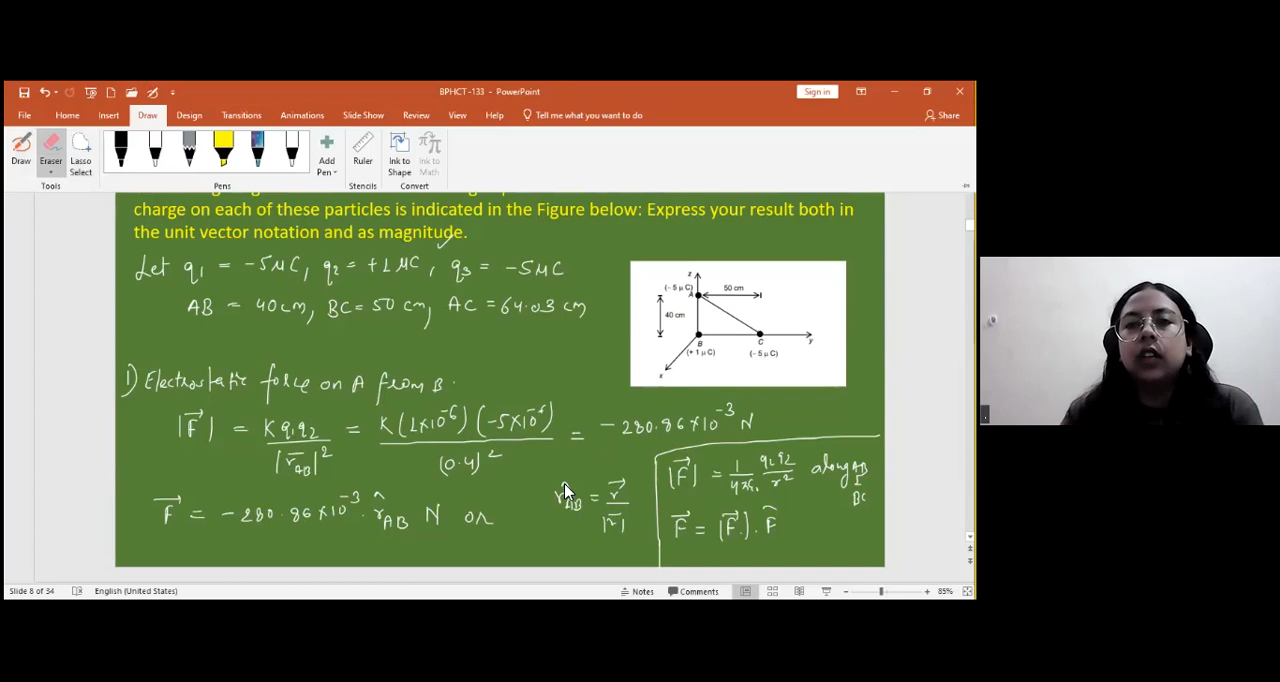 BPHCT-133 - PowerPoint
Sign in
File Home Insert Draw Design Transitions Animations Slide Show Review View Help Tell me what you want to do Share
Draw Eraser Lasso Select Add Pen Ruler Ink to Shape Ink to Math
Tools Pens Stencils Convert
charge on each of these particles is indicated in the Figure below: Express your result both in
the unit vector notation and as magnitude.
Let q1 = -5μC, q2 = +1μC, q3 = -5μC
AB = 40cm, BC = 50 cm, AC = 64.03 cm
z
(-5 μC) A 50 cm
40 cm
B C y
(+1 μC) (-5 μC)
x
1) Electrostatic force on A from B.
|F⃗| = Kq1q2 / |r⃗AB|² = K(1×10⁻⁶)(-5×10⁻⁶) / (0.4)² = -280.86×10⁻³ N
|F⃗| = 1/4πε₀ q1q2/r² along AB
BC
F⃗ = -280.86×10⁻³ . r̂AB N or
r̂AB = r⃗/|r⃗|
F⃗ = |F⃗| . F̂
Slide 8 of 34 English (United States) Notes Comments 85%